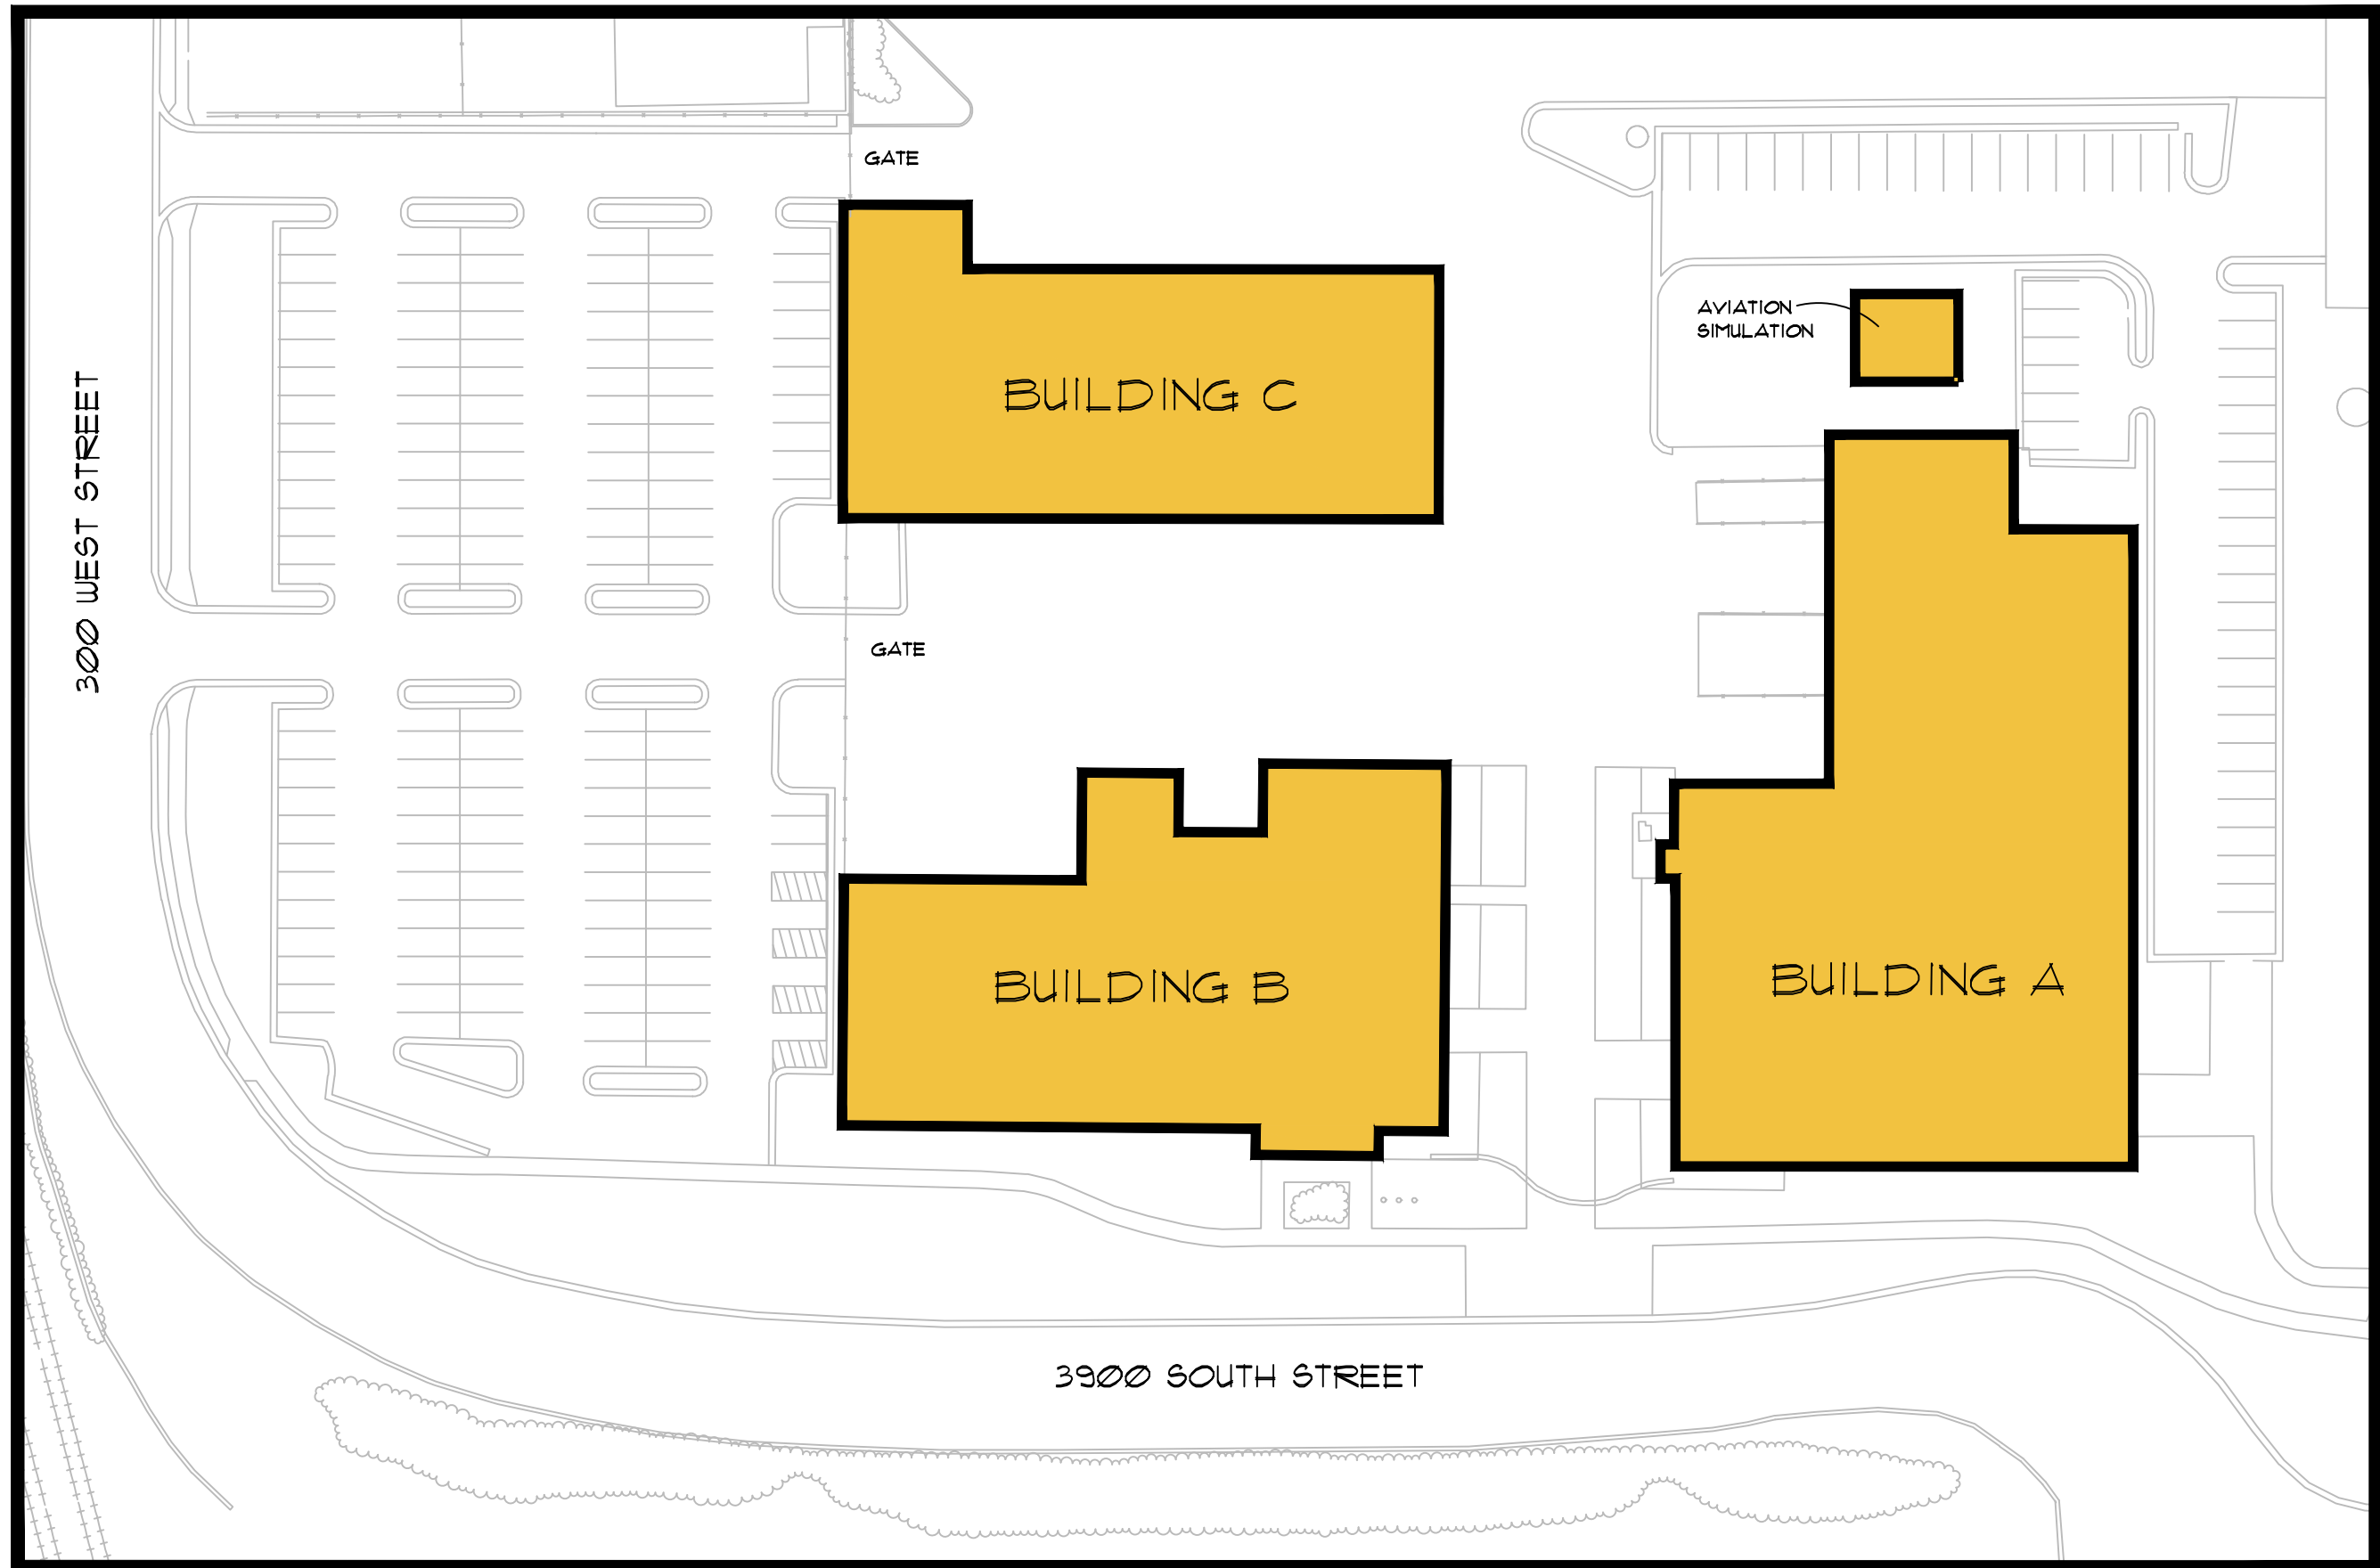 GATE
AVIATION
SIMULATION
BUILDING C
300 WEST STREET
GATE
BUILDING B
BUILDING A
3900 SOUTH STREET